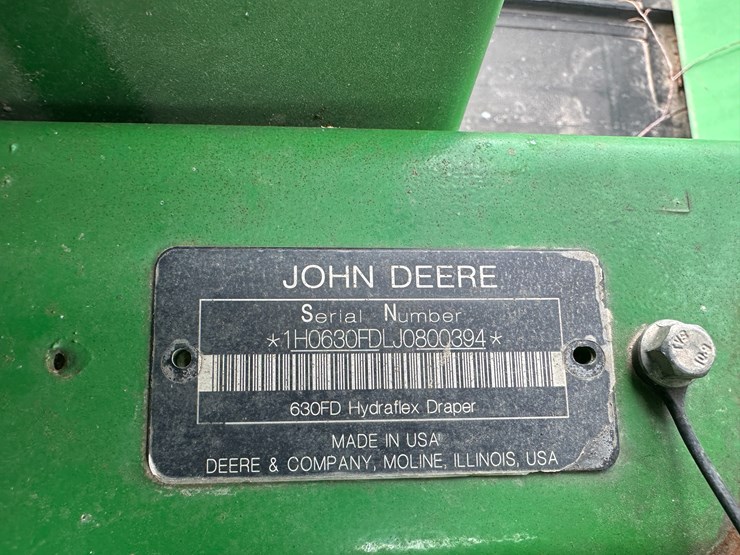 JOHN DEERE
Serial Number
*1H0630FDLJ0800394*
630FD Hydraflex Draper
MADE IN USA
DEERE & COMPANY, MOLINE, ILLINOIS, USA